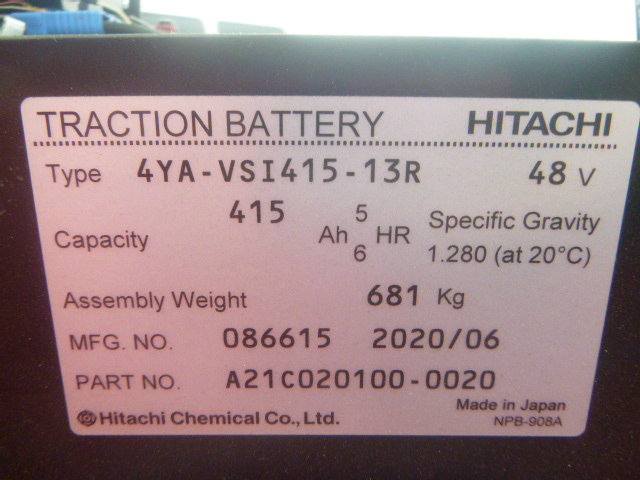 TRACTION BATTERY HITACHI
Type 4YA-VSI415-13R 48 V
Capacity 415 Ah 5 HR Specific Gravity
6 1.280 (at 20°C)
Assembly Weight 681 Kg
MFG. NO. 086615 2020/06
PART NO. A21C020100-0020
Made in Japan
Hitachi Chemical Co., Ltd. NPB-908A